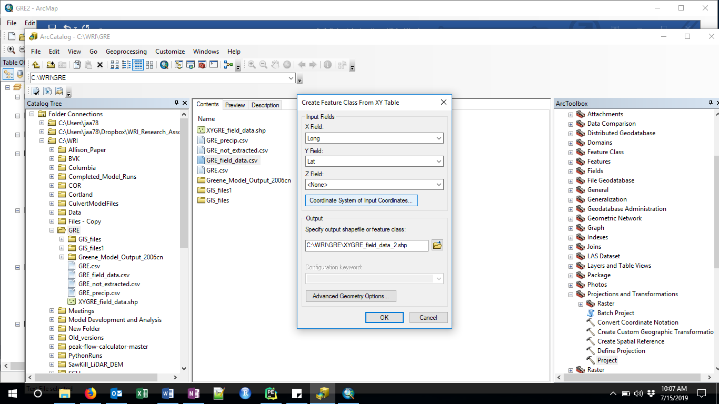 GRE2 - ArcMap
File Edit
ArcCatalog - C:\WRI\GRE
File Edit View Go Geoprocessing Customize Windows Help
C:\WRI\GRE
Table Of
Catalog Tree
Folder Connections
C:\Users\jaa78
C:\Users\jaa78\Dropbox\WRI_Research_Asso
C:\WRI
Allison_Paper
BVK
Columbia
Completed_Model_Runs
COR
Cortland
CulvertModelFiles
Data
Files - Copy
GRE
GIS_files
GIS_files1
Greene_Model_Output_2006cn
GRE.csv
GRE_field_data.csv
GRE_not_extracted.csv
GRE_precip.csv
XYGRE_field_data.shp
Meetings
Model Development and Analysis
New Folder
Old_versions
peak-flow-calculator-master
PythonRuns
SawKill_LiDAR_DEM
Contents Preview Description
Name
XYGRE_field_data.shp
GRE_precip.csv
GRE_not_extracted.csv
GRE_field_data.csv
GRE.csv
Greene_Model_Output_2006cn
GIS_files1
GIS_files
Create Feature Class From XY Table
Input Fields
X Field:
Long
Y Field:
Lat
Z Field:
<None>
Coordinate System of Input Coordinates...
Output
Specify output shapefile or feature class:
C:\WRI\GRE\XYGRE_field_data_2.shp
Configuration keyword:
Advanced Geometry Options
OK Cancel
ArcToolbox
Attachments
Data Comparison
Distributed Geodatabase
Domains
Feature Class
Features
Fields
File Geodatabase
General
Generalization
Geodatabase Administration
Geometric Network
Graph
Indexes
Joins
LAS Dataset
Layers and Table Views
Package
Photos
Projections and Transformations
Raster
Batch Project
Convert Coordinate Notation
Create Custom Geographic Transformatio
Create Spatial Reference
Define Projection
Project
Raster
10:07 AM
7/15/2019